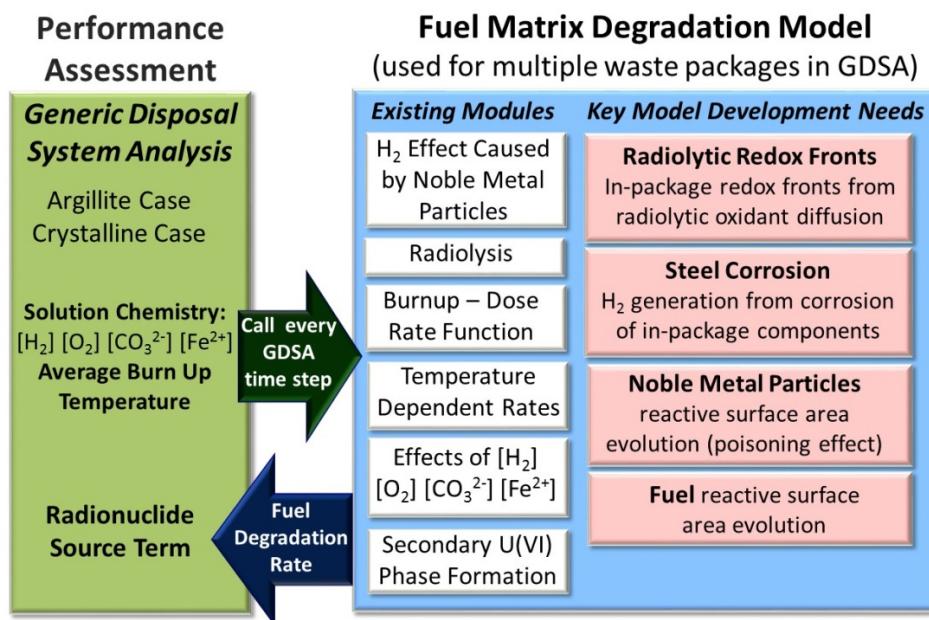 Performance
Assessment
Generic Disposal
System Analysis
Argillite Case
Crystalline Case
Solution Chemistry:
[H₂] [O₂] [CO₃²⁻] [Fe²⁺]
Average Burn Up
Temperature
Radionuclide
Source Term
Call every
GDSA
time step
Fuel
Degradation
Rate
Fuel Matrix Degradation Model
(used for multiple waste packages in GDSA)
Existing Modules
H₂ Effect Caused
by Noble Metal
Particles
Radiolysis
Burnup – Dose
Rate Function
Temperature
Dependent Rates
Effects of [H₂]
[O₂] [CO₃²⁻] [Fe²⁺]
Secondary U(VI)
Phase Formation
Key Model Development Needs
Radiolytic Redox Fronts
In-package redox fronts from
radiolytic oxidant diffusion
Steel Corrosion
H₂ generation from corrosion
of in-package components
Noble Metal Particles
reactive surface area
evolution (poisoning effect)
Fuel reactive surface
area evolution